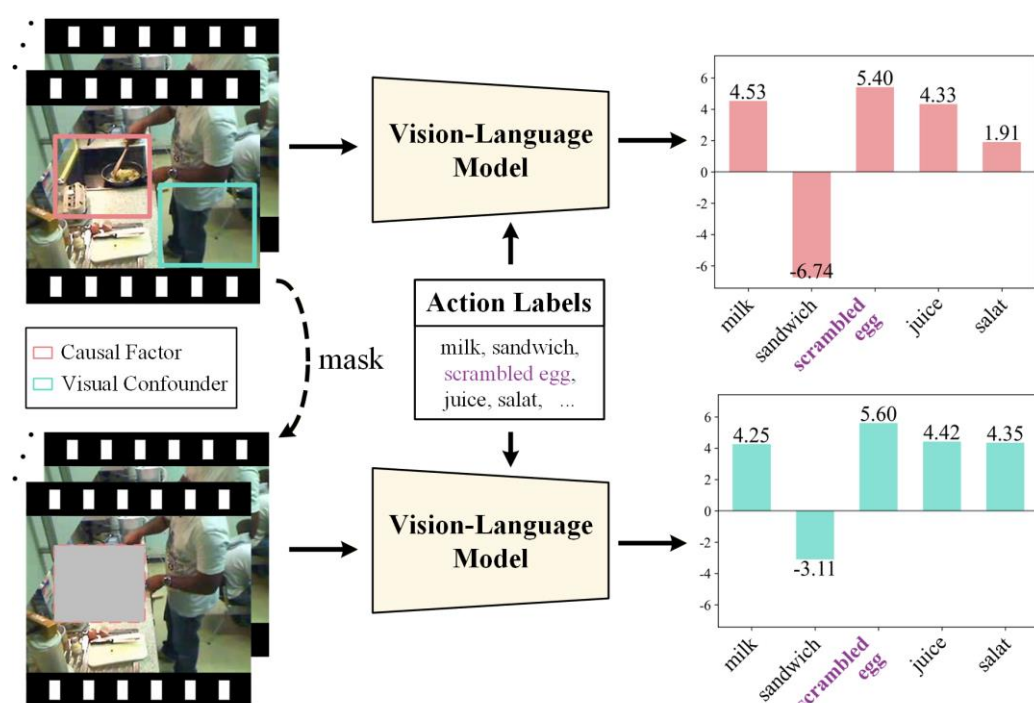 Vision-Language
Model
6
4
2
0
-2
-4
-6
4.53
-6.74
5.40
4.33
1.91
milk
sandwich
scrambled
egg
juice
salat
Causal Factor
Visual Confounder
mask
Action Labels
milk, sandwich,
scrambled egg,
juice, salat, ...
Vision-Language
Model
6
4
2
0
-2
-4
-6
4.25
-3.11
5.60
4.42
4.35
milk
sandwich
scrambled
egg
juice
salat